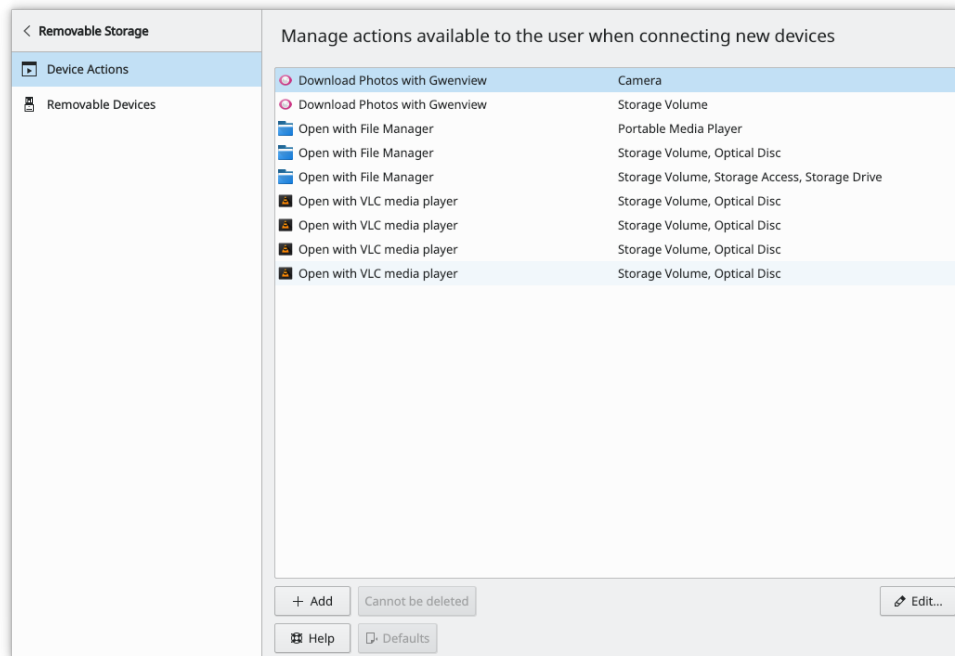 Removable Storage
Device Actions
Removable Devices
Manage actions available to the user when connecting new devices
Download Photos with Gwenview Camera
Download Photos with Gwenview Storage Volume
Open with File Manager Portable Media Player
Open with File Manager Storage Volume, Optical Disc
Open with File Manager Storage Volume, Storage Access, Storage Drive
Open with VLC media player Storage Volume, Optical Disc
Open with VLC media player Storage Volume, Optical Disc
Open with VLC media player Storage Volume, Optical Disc
Open with VLC media player Storage Volume, Optical Disc
Add Cannot be deleted Edit...
Help Defaults